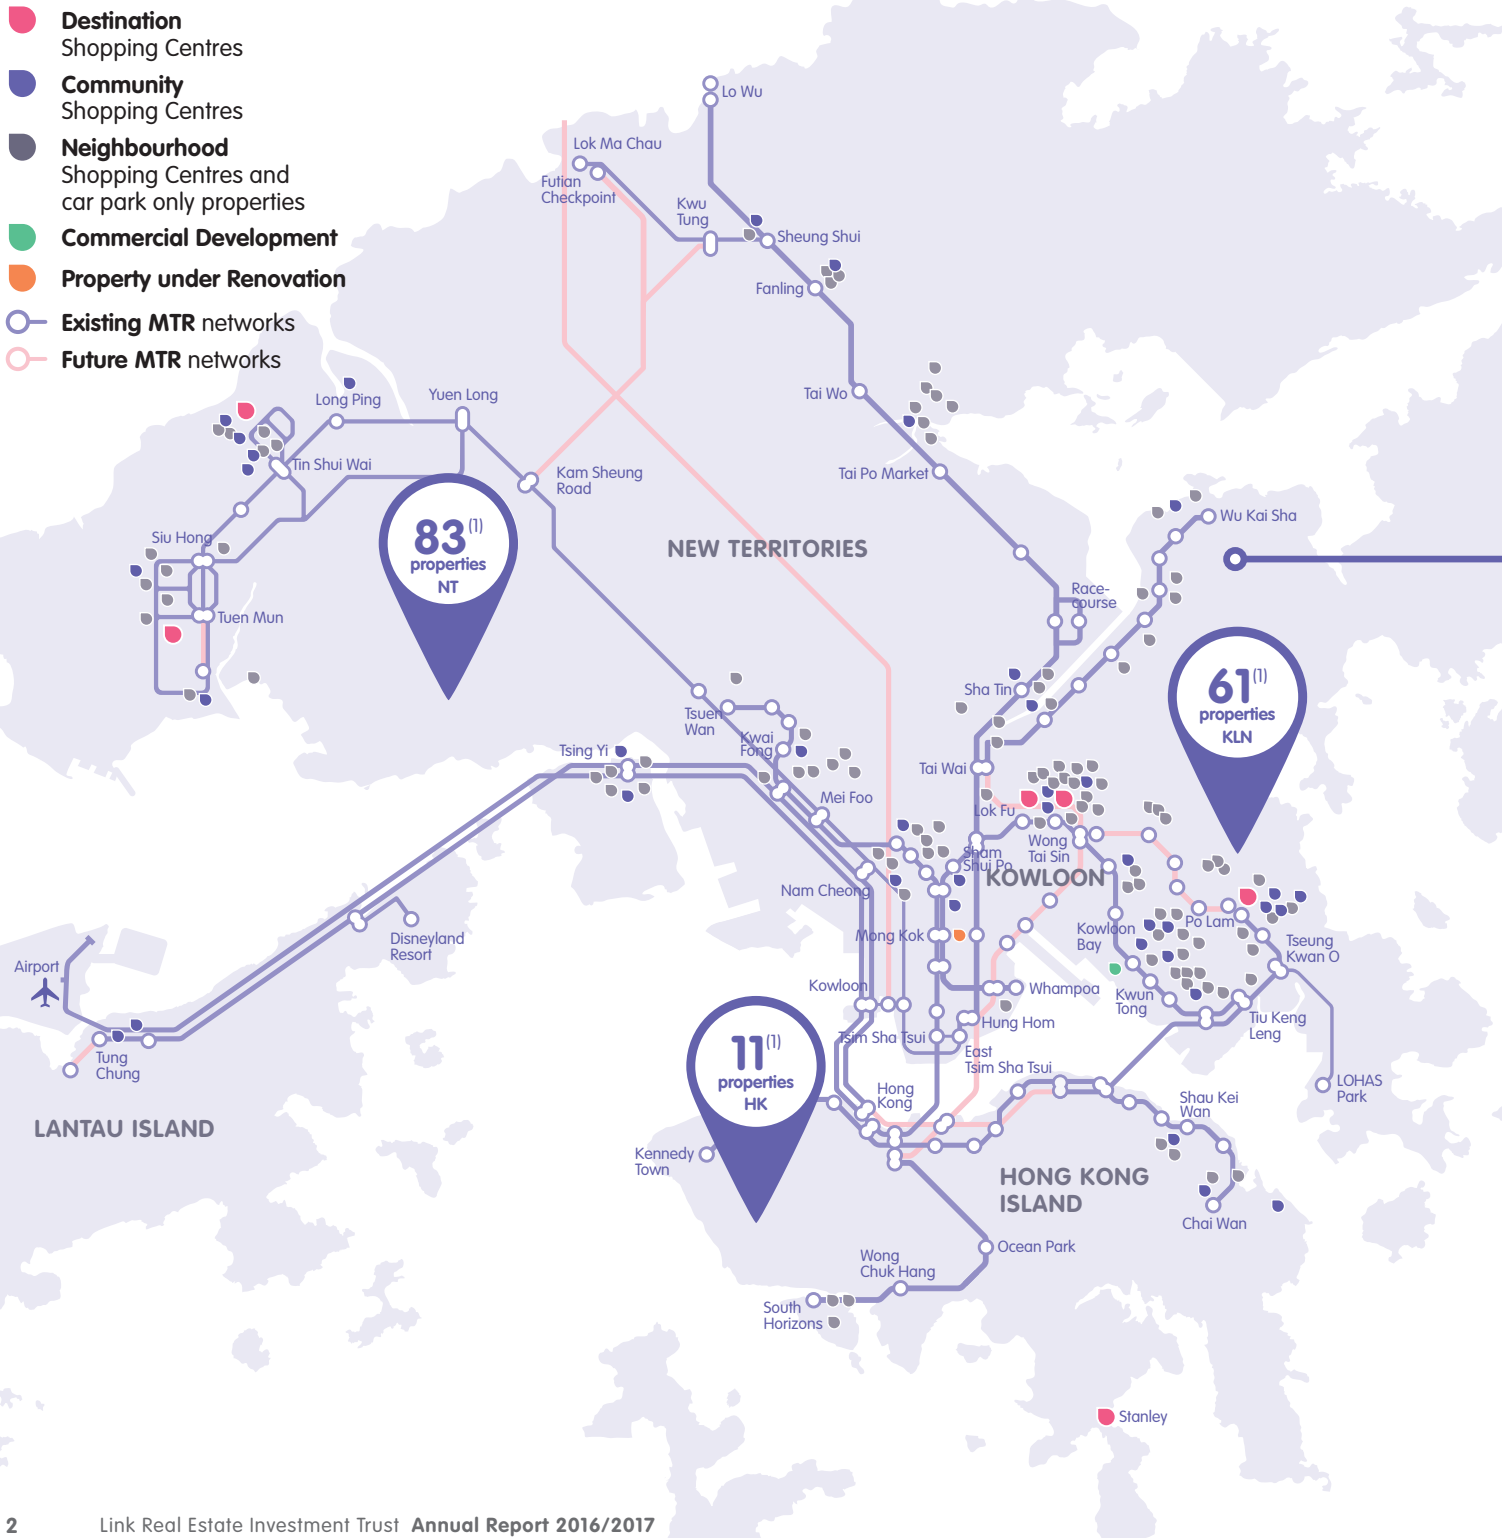 Destination
Shopping Centres
Community
Shopping Centres
Neighbourhood
Shopping Centres and
car park only properties
Commercial Development
Property under Renovation
Existing MTR networks
Future MTR networks
Lo Wu
Lok Ma Chau
Futian
Checkpoint
Kwu
Tung
Sheung Shui
Fanling
Tai Wo
Tai Po Market
Long Ping
Yuen Long
Tin Shui Wai
Kam Sheung
Road
Siu Hong
Tuen Mun
83(1)
properties
NT
NEW TERRITORIES
Wu Kai Sha
Race-
course
61(1)
properties
KLN
Sha Tin
Tsuen
Wan
Kwai
Fong
Tsing Yi
Tai Wai
Mei Foo
Lok Fu
Wong
Tai Sin
Sham
Shui Po
KOWLOON
Nam Cheong
Mong Kok
Kowloon
Bay
Po Lam
Tseung
Kwan O
Disneyland
Resort
Airport
Kowloon
Whampoa
Kwun
Tong
Tiu Keng
Leng
Hung Hom
Tsim Sha Tsui
East
Tsim Sha Tsui
11(1)
properties
HK
Tung
Chung
LOHAS
Park
Hong
Kong
Shau Kei
Wan
LANTAU ISLAND
Kennedy
Town
HONG KONG
ISLAND
Chai Wan
Ocean Park
Wong
Chuk Hang
South
Horizons
Stanley
2
Link Real Estate Investment Trust Annual Report 2016/2017